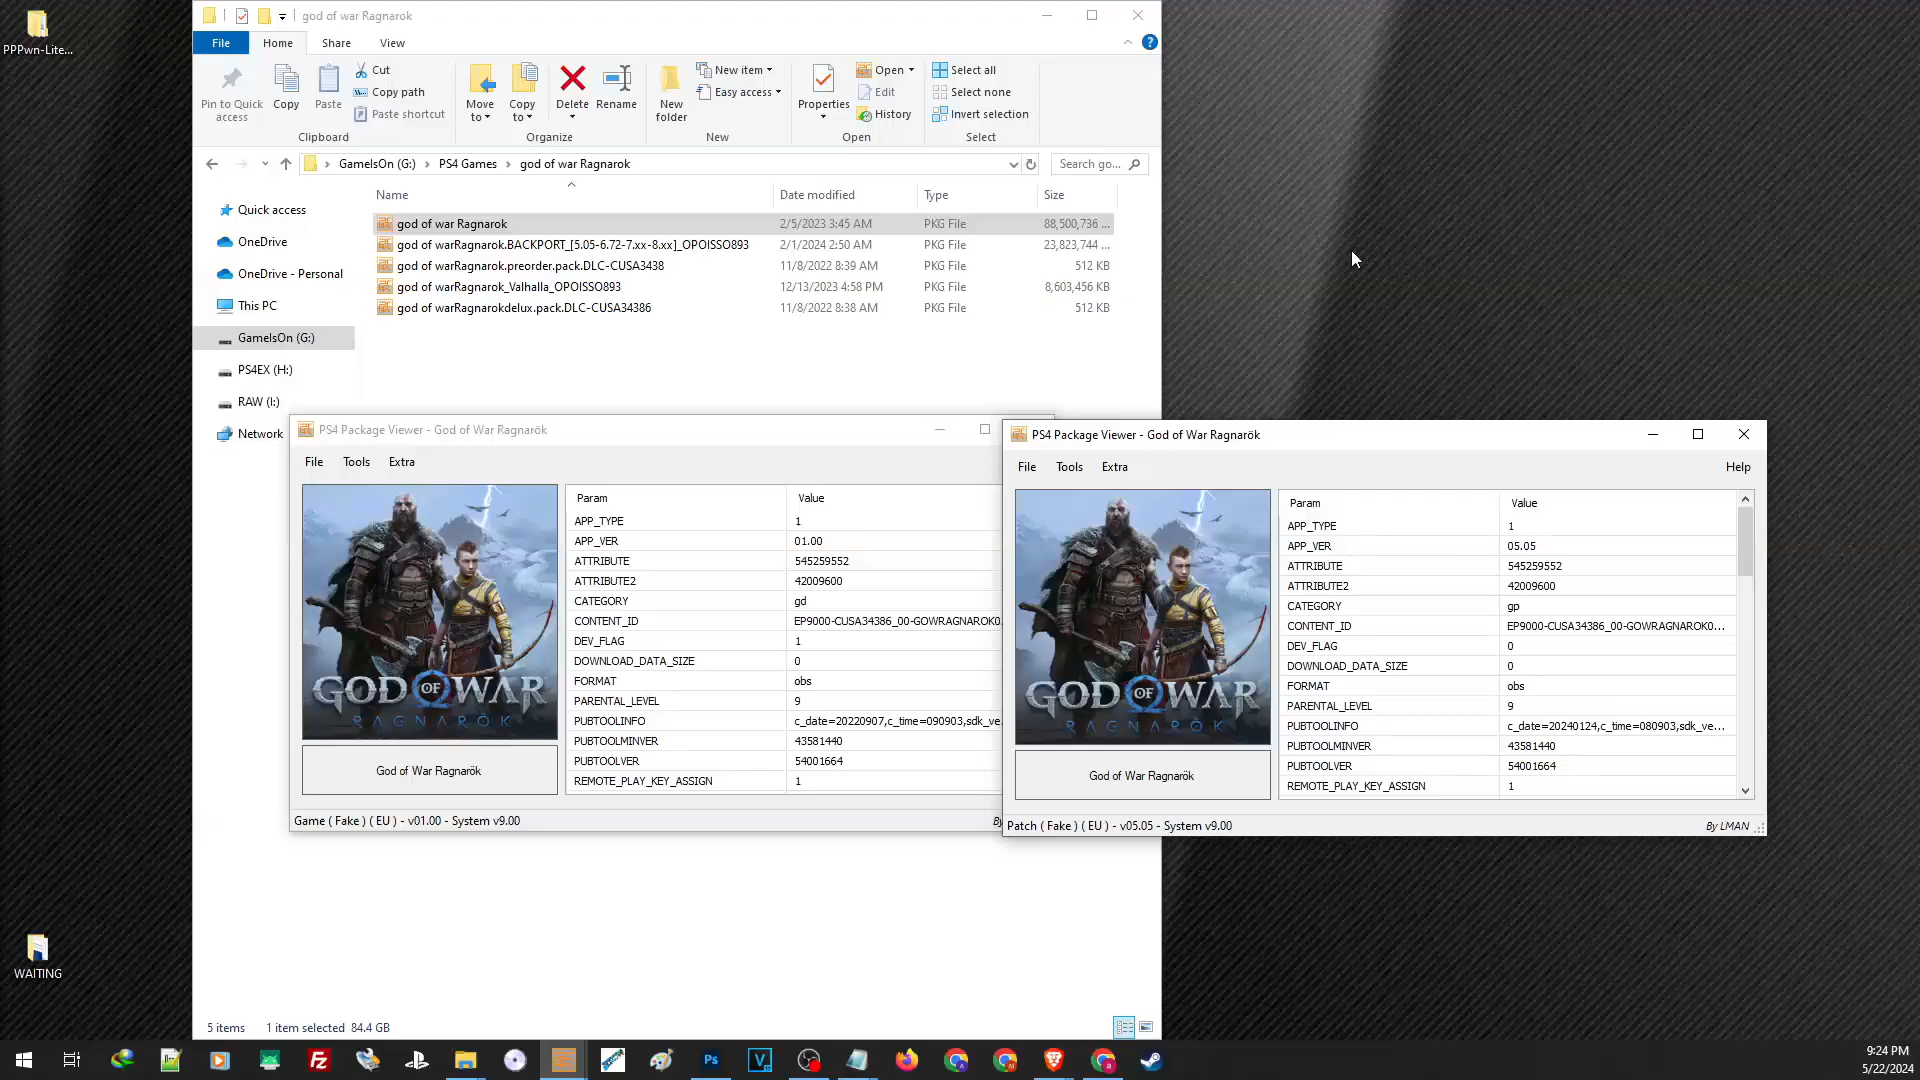 PPPwn-Lite...
god of war Ragnarok
File
Home
Share
View
Pin to Quick access
Copy
Paste
Cut
Copy path
Paste shortcut
Move to
Copy to
Delete
Rename
New folder
New item
Easy access
Properties
Open
Edit
History
Select all
Select none
Invert selection
Clipboard
Organize
New
Open
Select
GameIsOn (G:)
PS4 Games
god of war Ragnarok
Search go...
Name
Date modified
Type
Size
god of war Ragnarok 2/5/2023 3:45 AM PKG File 88,500,736 ...
god of warRagnarok.BACKPORT_[5.05-6.72-7.xx-8.xx]_OPOISSO893 2/1/2024 2:50 AM PKG File 23,823,744 ...
god of warRagnarok.preorder.pack.DLC-CUSA3438 11/8/2022 8:39 AM PKG File 512 KB
god of warRagnarok_Valhalla_OPOISSO893 12/13/2023 4:58 PM PKG File 8,603,456 KB
god of warRagnarokdelux.pack.DLC-CUSA34386 11/8/2022 8:38 AM PKG File 512 KB
Quick access
OneDrive
OneDrive - Personal
This PC
GameIsOn (G:)
PS4EX (H:)
RAW (I:)
Network
PS4 Package Viewer - God of War Ragnarök
File
Tools
Extra
GOD OF WAR
RAGNARÖK
God of War Ragnarök
Param Value
APP_TYPE 1
APP_VER 01.00
ATTRIBUTE 545259552
ATTRIBUTE2 42009600
CATEGORY gd
CONTENT_ID EP9000-CUSA34386_00-GOWRAGNAROK0
DEV_FLAG 1
DOWNLOAD_DATA_SIZE 0
FORMAT obs
PARENTAL_LEVEL 9
PUBTOOLINFO c_date=20220907,c_time=090903,sdk_ve...
PUBTOOLMINVER 43581440
PUBTOOLVER 54001664
REMOTE_PLAY_KEY_ASSIGN 1
Game ( Fake ) ( EU ) - v01.00 - System v9.00
By
PS4 Package Viewer - God of War Ragnarök
File
Tools
Extra
Help
GOD OF WAR
RAGNARÖK
God of War Ragnarök
Param Value
APP_TYPE 1
APP_VER 05.05
ATTRIBUTE 545259552
ATTRIBUTE2 42009600
CATEGORY gp
CONTENT_ID EP9000-CUSA34386_00-GOWRAGNAROK0...
DEV_FLAG 0
DOWNLOAD_DATA_SIZE 0
FORMAT obs
PARENTAL_LEVEL 9
PUBTOOLINFO c_date=20240124,c_time=080903,sdk_ve...
PUBTOOLMINVER 43581440
PUBTOOLVER 54001664
REMOTE_PLAY_KEY_ASSIGN 1
Patch ( Fake ) ( EU ) - v05.05 - System v9.00
By LMAN
WAITING
5 items 1 item selected 84.4 GB
Ps
V
9:24 PM
5/22/2024